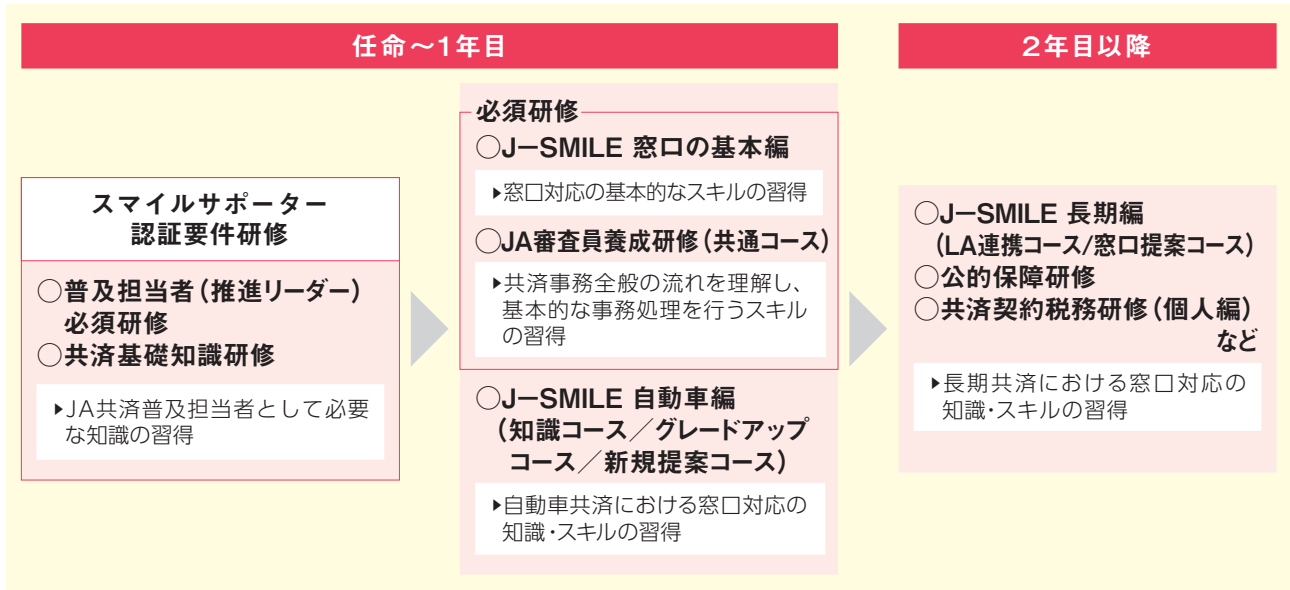 任命～1年目
スマイルサポーター
認証要件研修
○普及担当者（推進リーダー）
必須研修
○共済基礎知識研修
▶JA共済普及担当者として必要
な知識の習得
必須研修
○J－SMILE 窓口の基本編
▶窓口対応の基本的なスキルの習得
○JA審査員養成研修（共通コース）
▶共済事務全般の流れを理解し、
基本的な事務処理を行うスキル
の習得
○J－SMILE 自動車編
（知識コース／グレードアップ
コース／新規提案コース）
▶自動車共済における窓口対応の
知識・スキルの習得
2年目以降
○J－SMILE 長期編
（LA連携コース/窓口提案コース）
○公的保障研修
○共済契約税務研修（個人編）
など
▶長期共済における窓口対応の
知識・スキルの習得